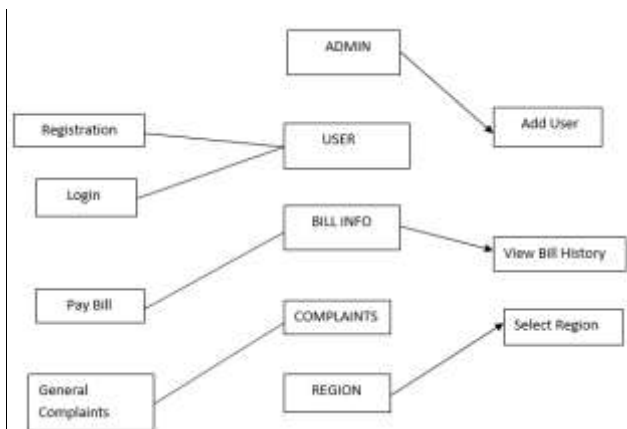 ADMIN
Add User
Registration
USER
Login
BILL INFO
View Bill History
Pay Bill
COMPLAINTS
Select Region
General
Complaints
REGION